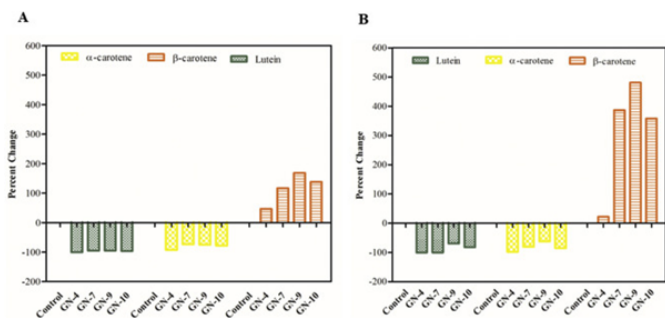 A
600
500
400
300
200
100
0
-100
-200
Percent Change
α-carotene β-carotene Lutein
Control GN-4 GN-7 GN-9 GN-10 Control GN-4 GN-7 GN-9 GN-10 Control GN-4 GN-7 GN-9 GN-10
B
600
500
400
300
200
100
0
-100
-200
Percent Change
Lutein α-carotene β-carotene
Control GN-4 GN-7 GN-9 GN-10 Control GN-4 GN-7 GN-9 GN-10 Control GN-4 GN-7 GN-9 GN-10